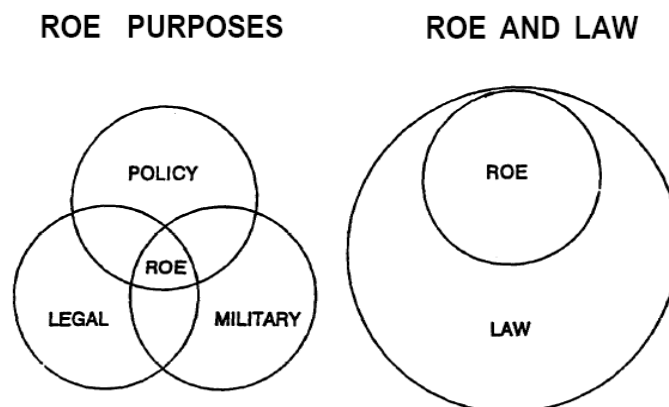 ROE PURPOSES
POLICY
ROE
LEGAL
MILITARY
ROE AND LAW
ROE
LAW